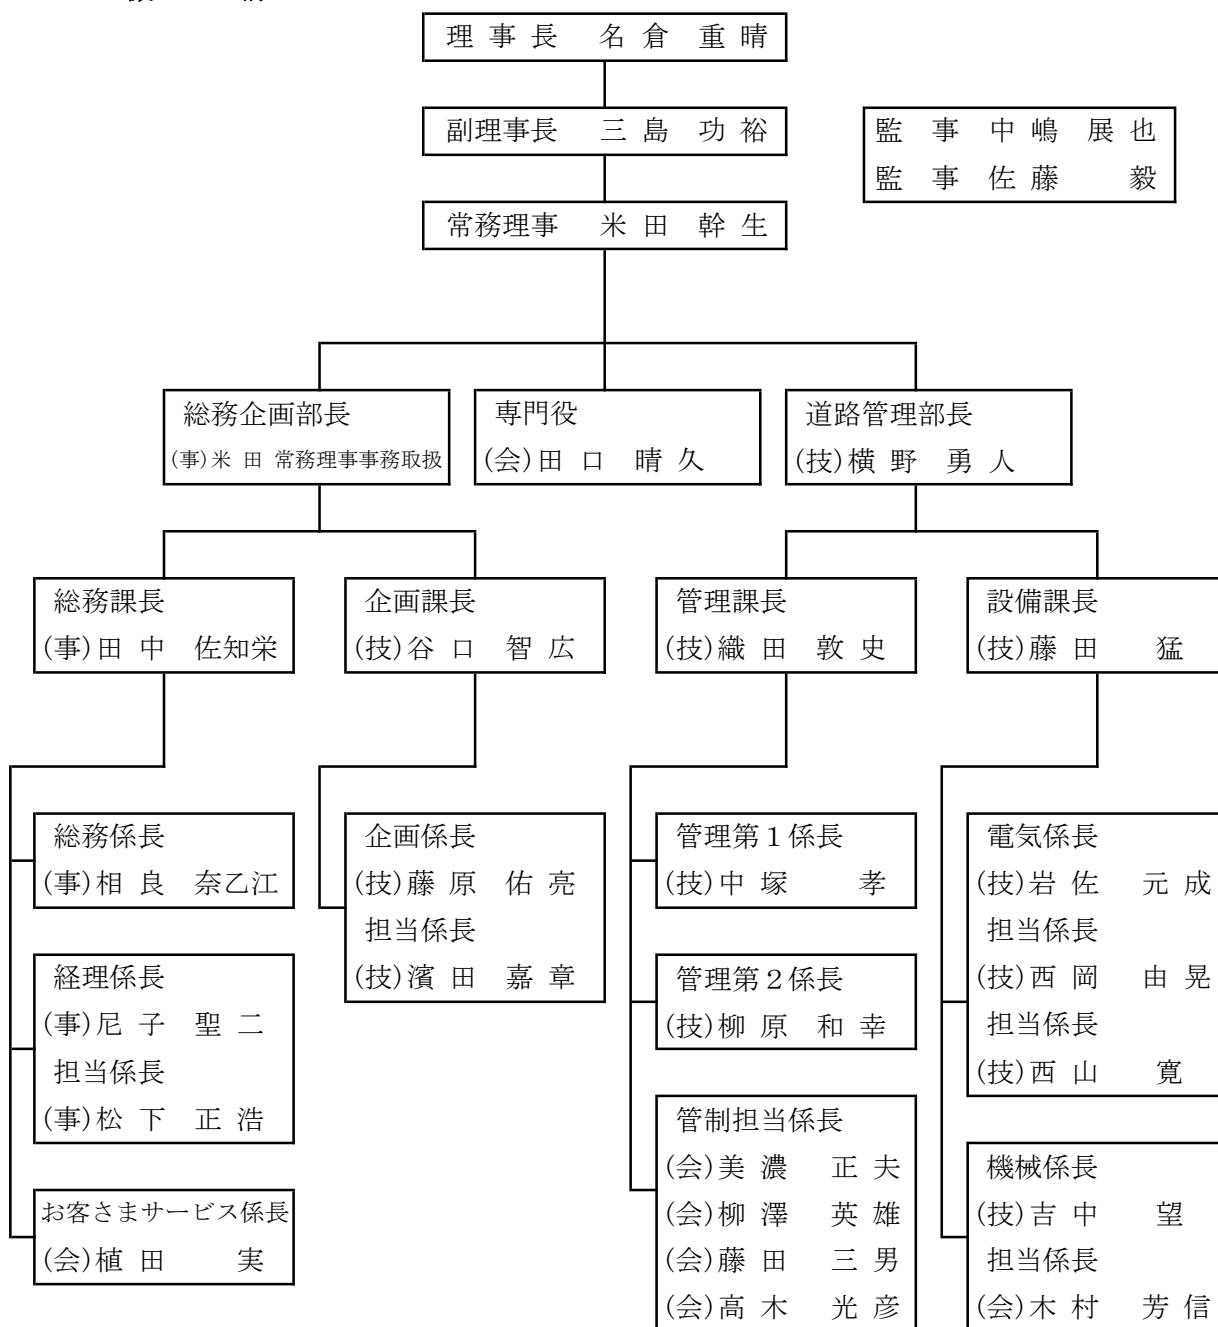 理事長 名倉 重晴
副理事長 三島 功裕
監事 中嶋 展也
監事 佐藤 毅
常務理事 米田 幹生
総務企画部長
(事)米田 常務理事事務取扱
専門役
(会)田口 晴久
道路管理部長
(技)横野 勇人
総務課長
(事)田中 佐知栄
企画課長
(技)谷口 智広
管理課長
(技)織田 敦史
設備課長
(技)藤田 猛
総務係長
(事)相良 奈乙江
経理係長
(事)尼子 聖二
担当係長
(事)松下 正浩
お客さまサービス係長
(会)植田 実
企画係長
(技)藤原 佑亮
担当係長
(技)濱田 嘉章
管理第1係長
(技)中塚 孝
管理第2係長
(技)柳原 和幸
管制担当係長
(会)美濃 正夫
(会)柳澤 英雄
(会)藤田 三男
(会)高木 光彦
電気係長
(技)岩佐 元成
担当係長
(技)西岡 由晃
担当係長
(技)西山 寛
機械係長
(技)吉中 望
担当係長
(会)木村 芳信